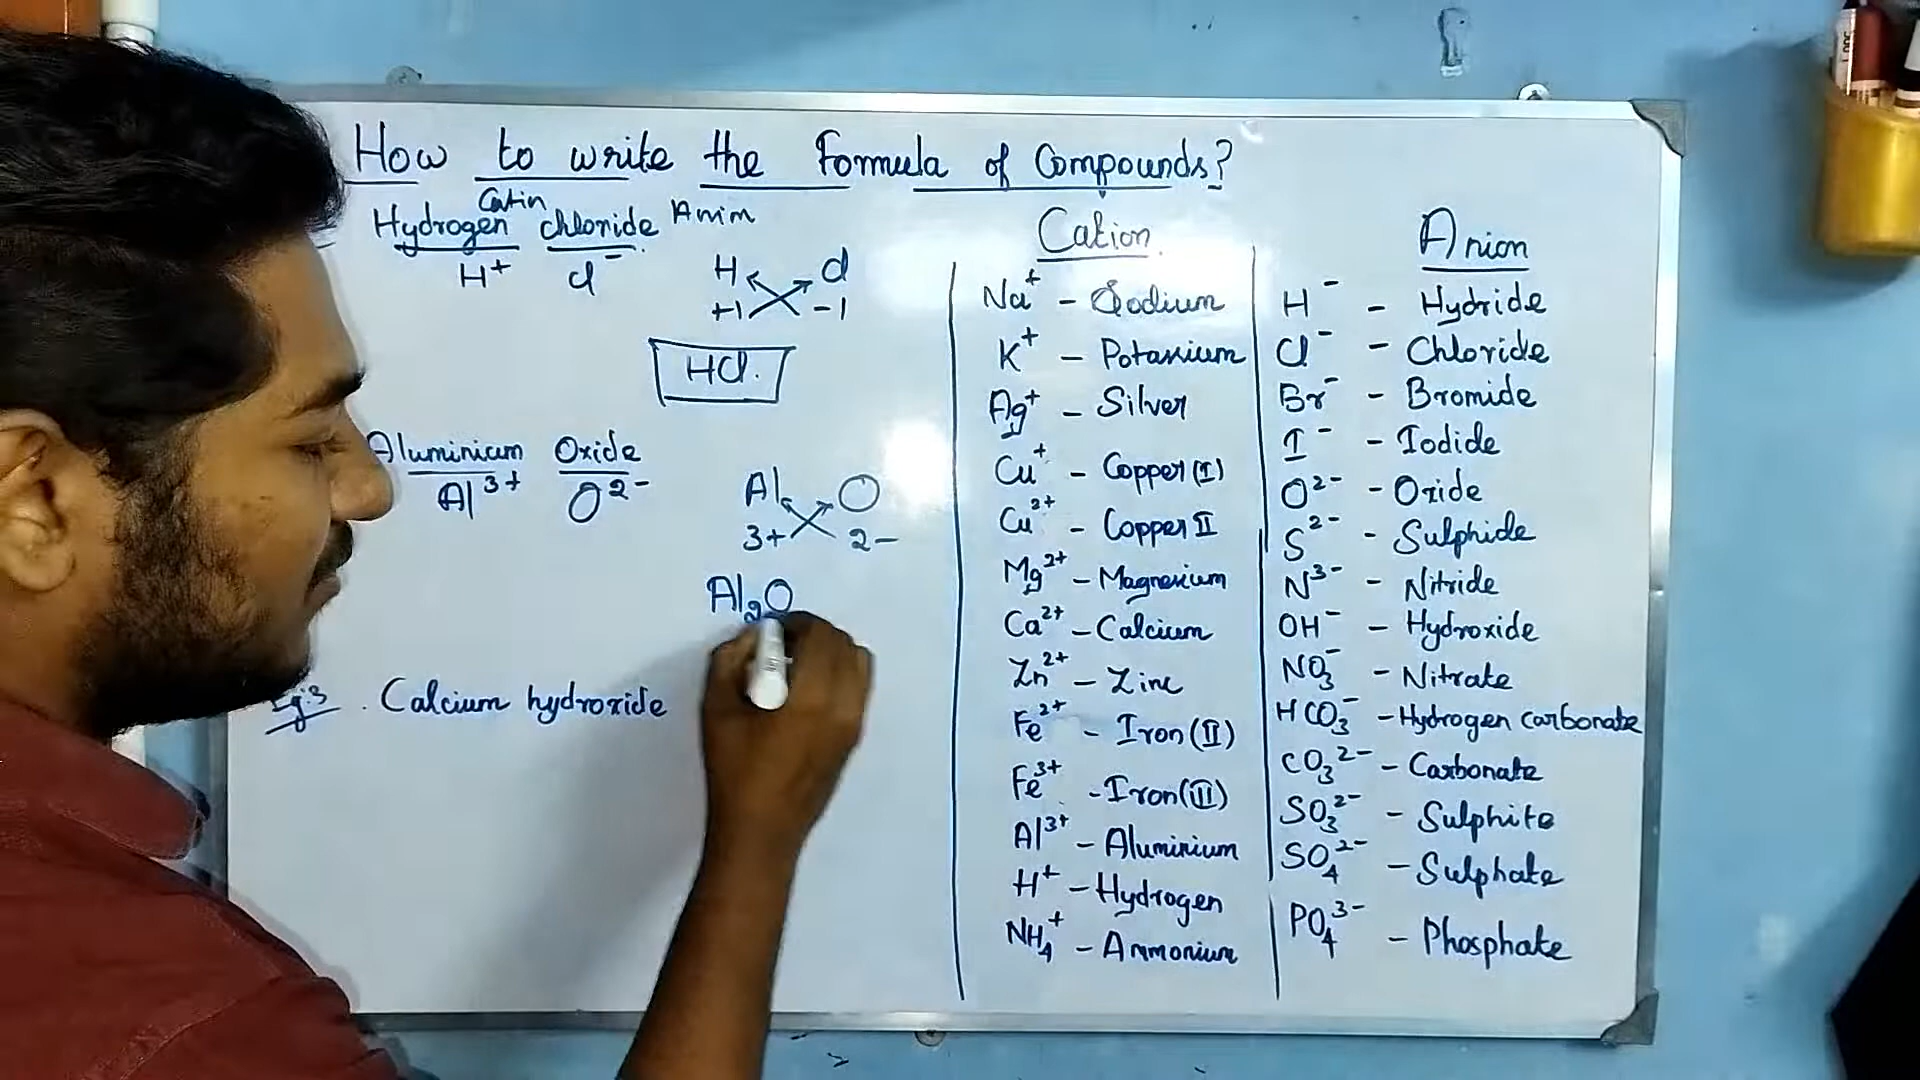 How to write the Formula of Compounds?
Catin
Hydrogen chloride Anim
H⁺ Cl⁻
H Cl
+1 -1
HCl.
Aluminium Oxide
Al³⁺ O²⁻
Al O
3+ 2-
Al₂O
Eg:3. Calcium hydroxide
Cation
Na⁺ - Sodium
K⁺ - Potassium
Ag⁺ - Silver
Cu⁺ - Copper (I)
Cu²⁺ - Copper II
Mg²⁺ - Magnesium
Ca²⁺ - Calcium
Zn²⁺ - Zinc
Fe²⁺ - Iron (II)
Fe³⁺ - Iron (III)
Al³⁺ - Aluminium
H⁺ - Hydrogen
NH₄⁺ - Ammonium
Anion
H⁻ - Hydride
Cl⁻ - Chloride
Br⁻ - Bromide
I⁻ - Iodide
O²⁻ - Oxide
S²⁻ - Sulphide
N³⁻ - Nitride
OH⁻ - Hydroxide
NO₃⁻ - Nitrate
HCO₃⁻ - Hydrogen carbonate
CO₃²⁻ - Carbonate
SO₃²⁻ - Sulphite
SO₄²⁻ - Sulphate
PO₄³⁻ - Phosphate